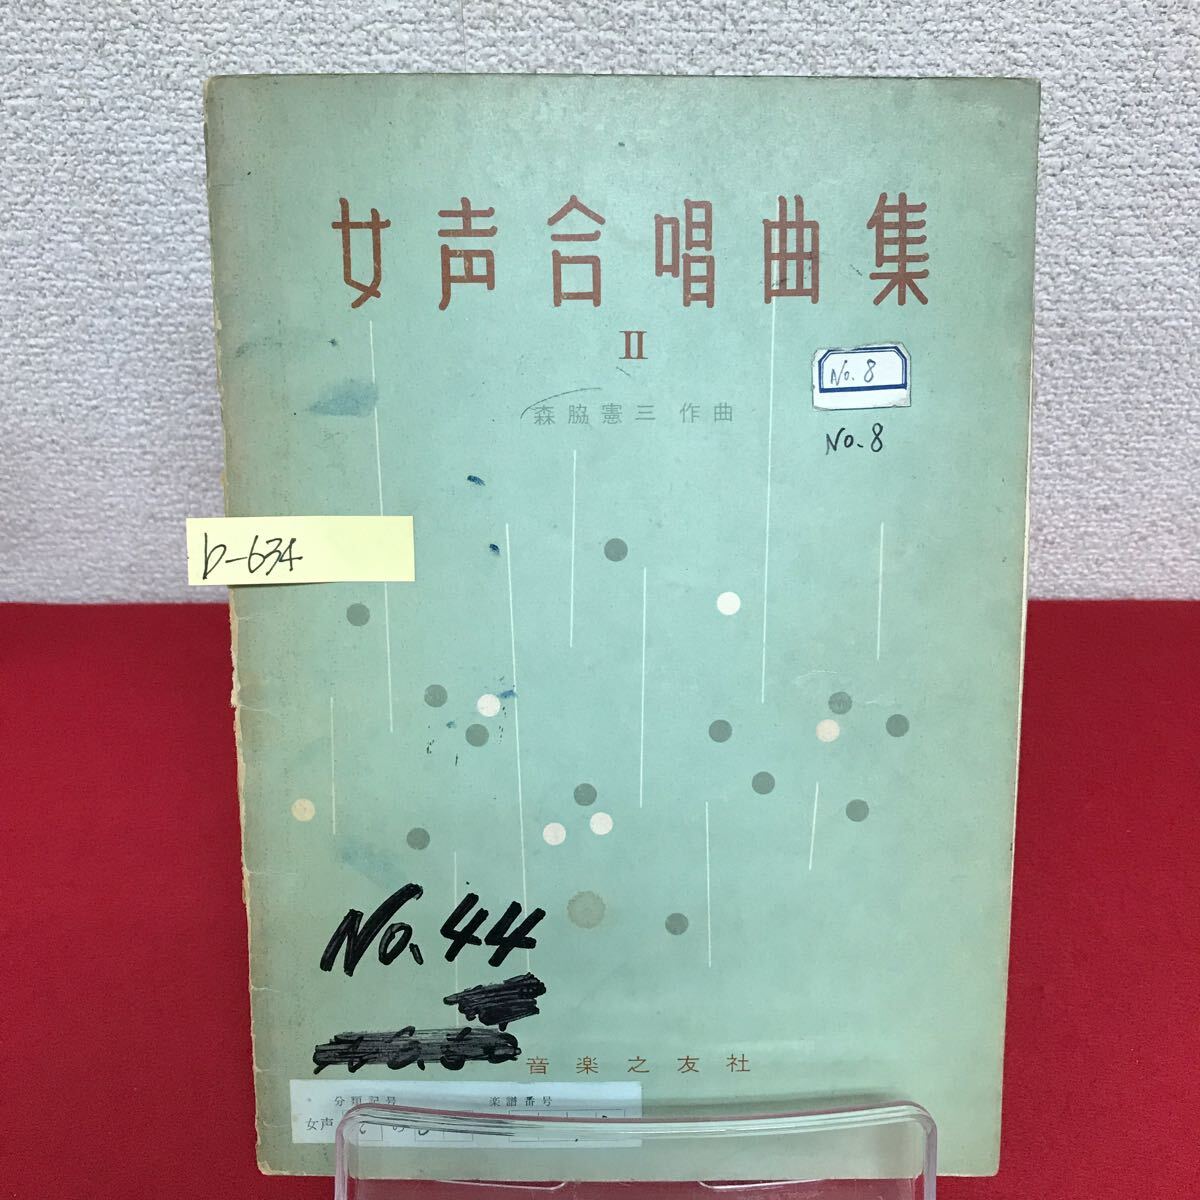 女声合唱曲集
II
森脇憲三 作曲
No. 8
No. 8
b-634
No. 44
音楽之友社
分類記号 楽譜番号
女声